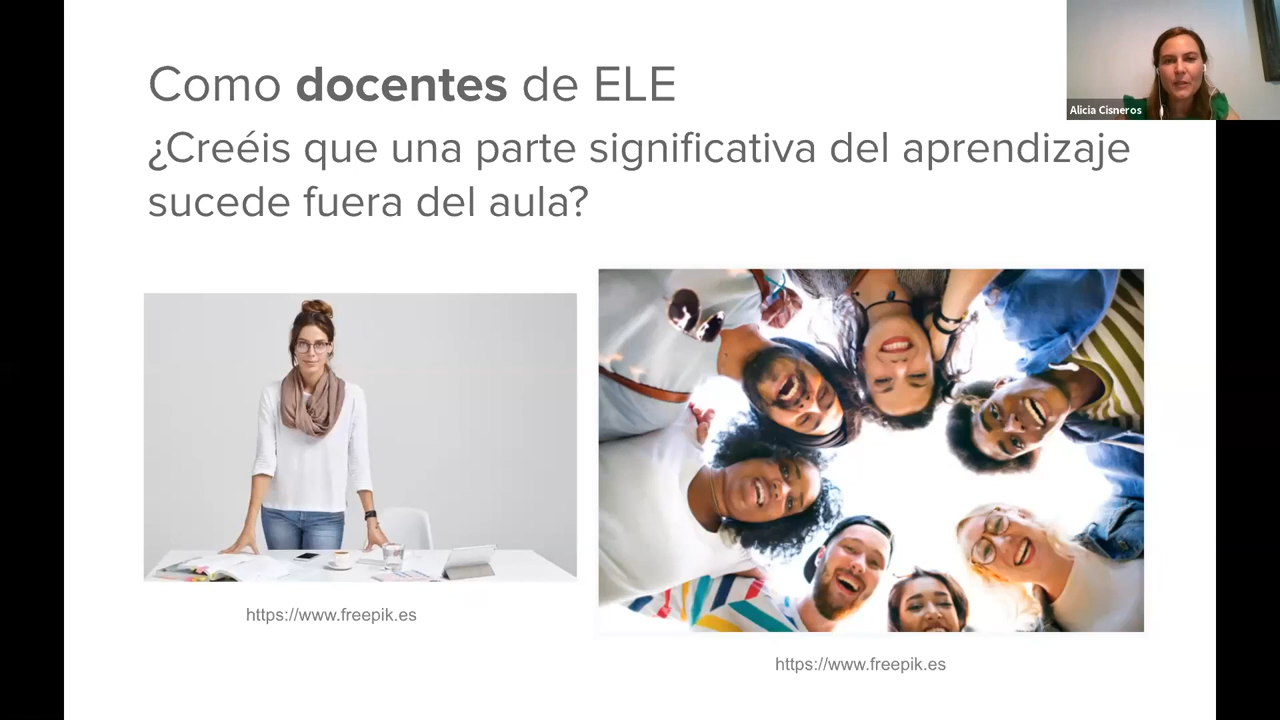 Como docentes de ELE
¿Creéis que una parte significativa del aprendizaje
sucede fuera del aula?
Alicia Cisneros
https://www.freepik.es
https://www.freepik.es